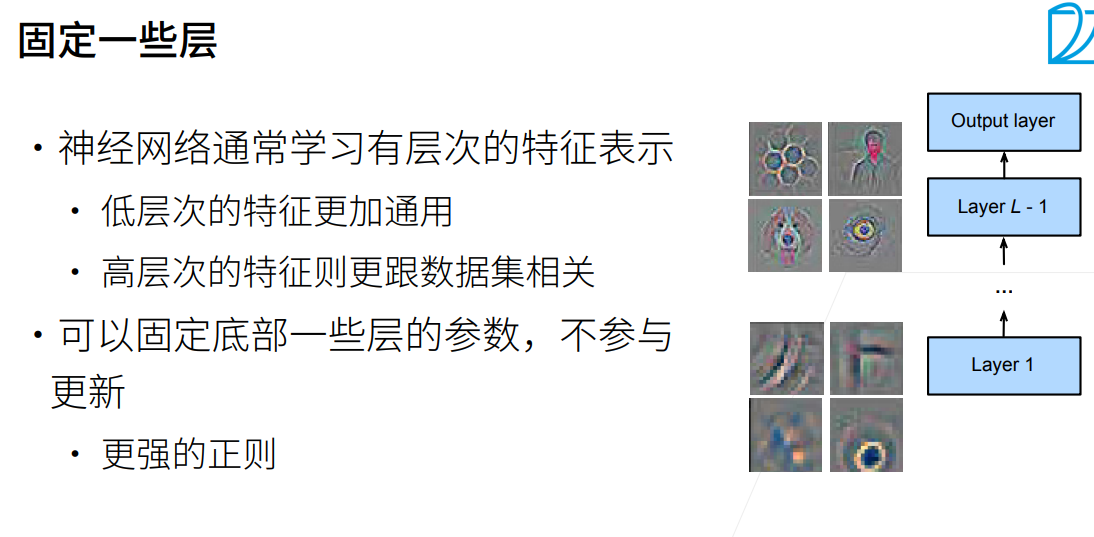 固定一些层
• 神经网络通常学习有层次的特征表示
• 低层次的特征更加通用
• 高层次的特征则更跟数据集相关
• 可以固定底部一些层的参数，不参与
更新
• 更强的正则
Output layer
Layer L - 1
...
Layer 1